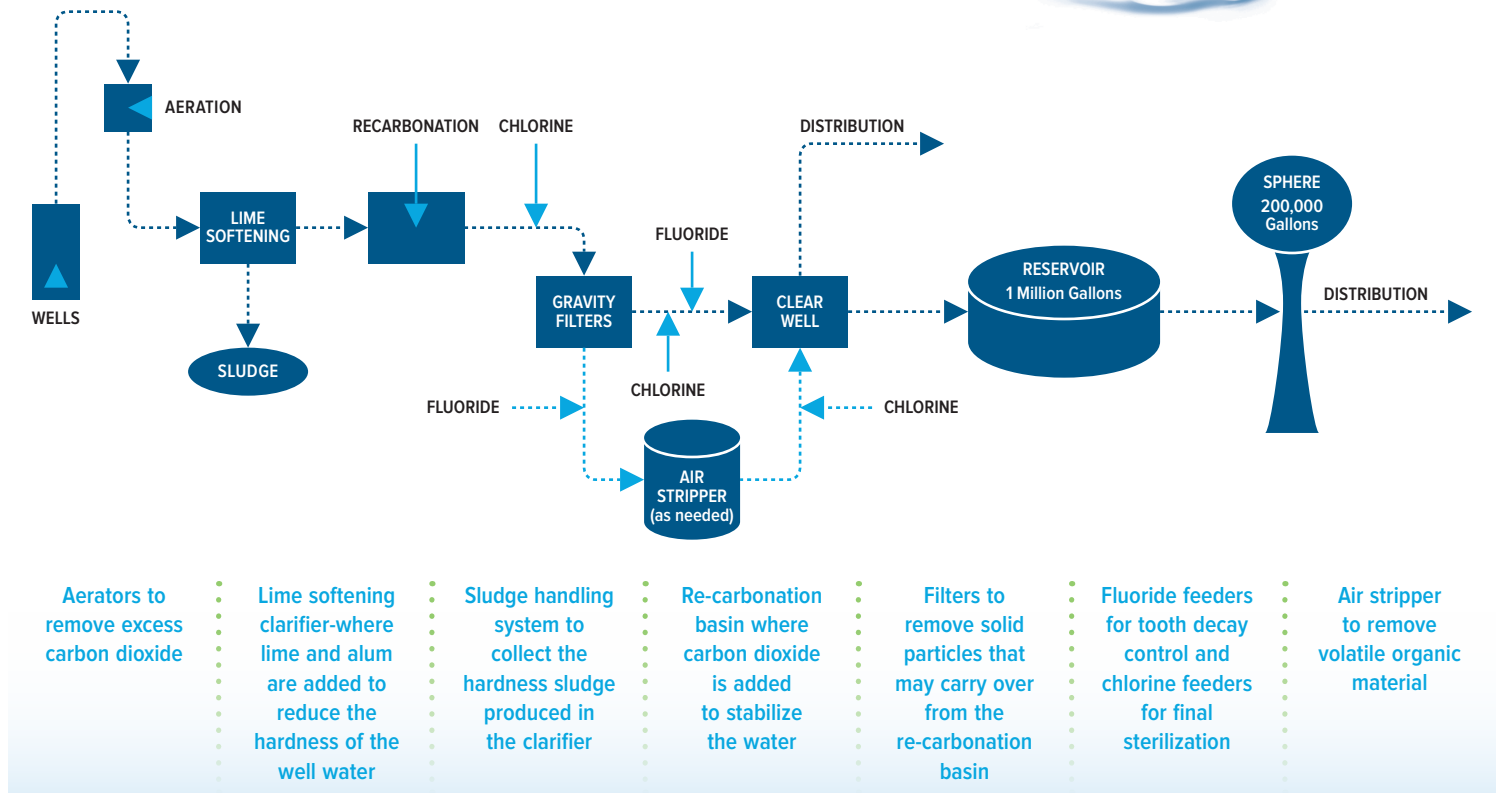 AERATION
RECARBONATION
CHLORINE
DISTRIBUTION
WELLS
LIME
SOFTENING
SLUDGE
FLUORIDE
GRAVITY
FILTERS
CLEAR
WELL
CHLORINE
FLUORIDE
CHLORINE
AIR
STRIPPER
(as needed)
RESERVOIR
1 Million Gallons
SPHERE
200,000
Gallons
DISTRIBUTION
Aerators to
remove excess
carbon dioxide
Lime softening
clarifier-where
lime and alum
are added to
reduce the
hardness of the
well water
Sludge handling
system to
collect the
hardness sludge
produced in
the clarifier
Re-carbonation
basin where
carbon dioxide
is added
to stabilize
the water
Filters to
remove solid
particles that
may carry over
from the
re-carbonation
basin
Fluoride feeders
for tooth decay
control and
chlorine feeders
for final
sterilization
Air stripper
to remove
volatile organic
material